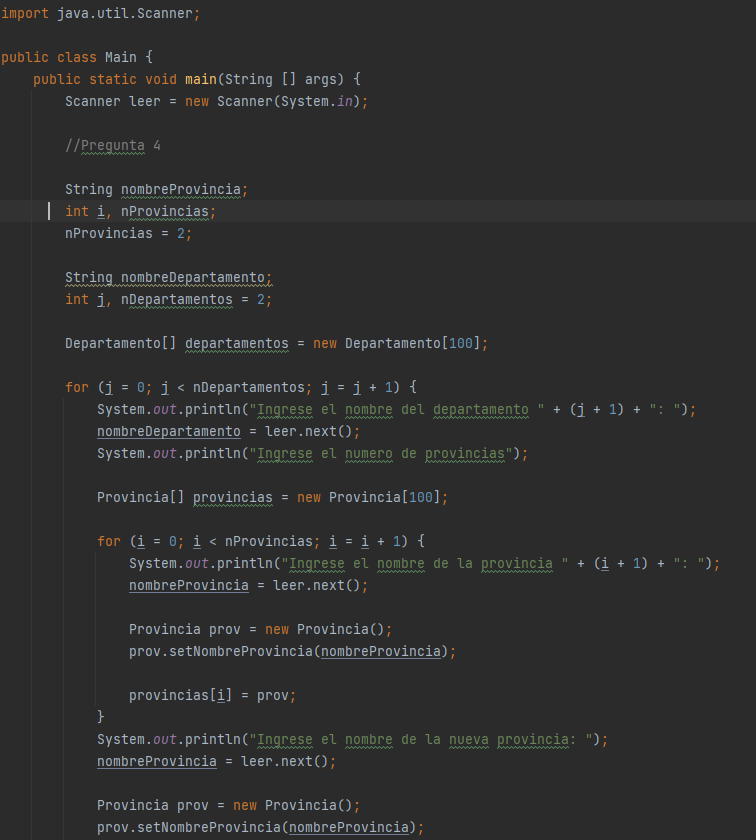 import java.util.Scanner;
public class Main {
public static void main(String [] args) {
Scanner leer = new Scanner(System.in);
//Pregunta 4
String nombreProvincia;
int i, nProvincias;
nProvincias = 2;
String nombreDepartamento;
int j, nDepartamentos = 2;
Departamento[] departamentos = new Departamento[100];
for (j = 0; j < nDepartamentos; j = j + 1) {
System.out.println("Ingrese el nombre del departamento " + (j + 1) + ": ");
nombreDepartamento = leer.next();
System.out.println("Ingrese el numero de provincias");
Provincia[] provincias = new Provincia[100];
for (i = 0; i < nProvincias; i = i + 1) {
System.out.println("Ingrese el nombre de la provincia " + (i + 1) + ": ");
nombreProvincia = leer.next();
Provincia prov = new Provincia();
prov.setNombreProvincia(nombreProvincia);
provincias[i] = prov;
}
System.out.println("Ingrese el nombre de la nueva provincia: ");
nombreProvincia = leer.next();
Provincia prov = new Provincia();
prov.setNombreProvincia(nombreProvincia);